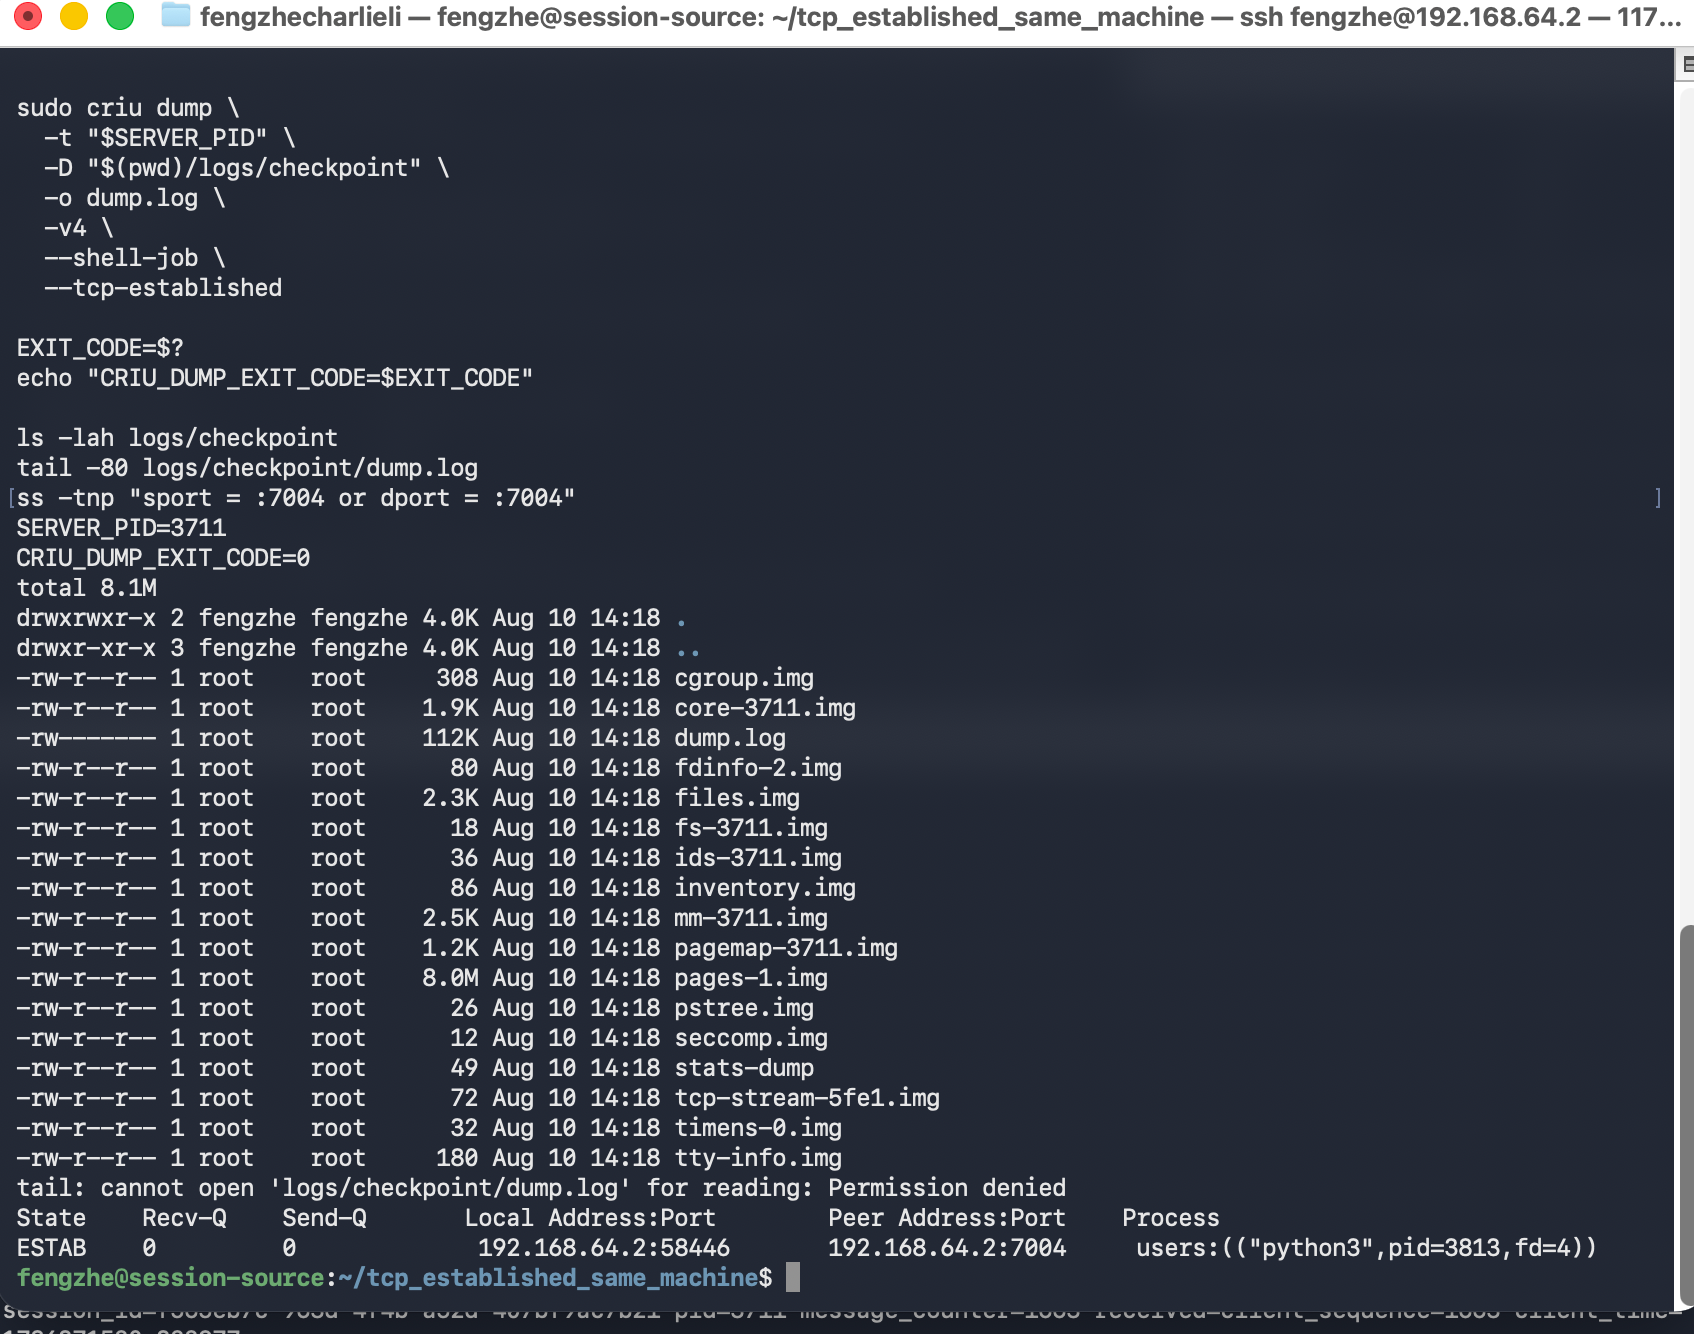 fengzhecharlieli — fengzhe@session-source: ~/tcp_established_same_machine — ssh fengzhe@192.168.64.2 — 117...
sudo criu dump \
  -t "$SERVER_PID" \
  -D "$(pwd)/logs/checkpoint" \
  -o dump.log \
  -v4 \
  --shell-job \
  --tcp-established
EXIT_CODE=$?
echo "CRIU_DUMP_EXIT_CODE=$EXIT_CODE"
ls -lah logs/checkpoint
tail -80 logs/checkpoint/dump.log
[ss -tnp "sport = :7004 or dport = :7004" ]
SERVER_PID=3711
CRIU_DUMP_EXIT_CODE=0
total 8.1M
drwxrwxr-x 2 fengzhe fengzhe 4.0K Aug 10 14:18 .
drwxr-xr-x 3 fengzhe fengzhe 4.0K Aug 10 14:18 ..
-rw-r--r-- 1 root    root     308 Aug 10 14:18 cgroup.img
-rw-r--r-- 1 root    root    1.9K Aug 10 14:18 core-3711.img
-rw------- 1 root    root    112K Aug 10 14:18 dump.log
-rw-r--r-- 1 root    root      80 Aug 10 14:18 fdinfo-2.img
-rw-r--r-- 1 root    root    2.3K Aug 10 14:18 files.img
-rw-r--r-- 1 root    root      18 Aug 10 14:18 fs-3711.img
-rw-r--r-- 1 root    root      36 Aug 10 14:18 ids-3711.img
-rw-r--r-- 1 root    root      86 Aug 10 14:18 inventory.img
-rw-r--r-- 1 root    root    2.5K Aug 10 14:18 mm-3711.img
-rw-r--r-- 1 root    root    1.2K Aug 10 14:18 pagemap-3711.img
-rw-r--r-- 1 root    root    8.0M Aug 10 14:18 pages-1.img
-rw-r--r-- 1 root    root      26 Aug 10 14:18 pstree.img
-rw-r--r-- 1 root    root      12 Aug 10 14:18 seccomp.img
-rw-r--r-- 1 root    root      49 Aug 10 14:18 stats-dump
-rw-r--r-- 1 root    root      72 Aug 10 14:18 tcp-stream-5fe1.img
-rw-r--r-- 1 root    root      32 Aug 10 14:18 timens-0.img
-rw-r--r-- 1 root    root     180 Aug 10 14:18 tty-info.img
tail: cannot open 'logs/checkpoint/dump.log' for reading: Permission denied
State    Recv-Q    Send-Q       Local Address:Port        Peer Address:Port    Process
ESTAB    0         0             192.168.64.2:58446       192.168.64.2:7004     users:(("python3",pid=3813,fd=4))
fengzhe@session-source:~/tcp_established_same_machine$